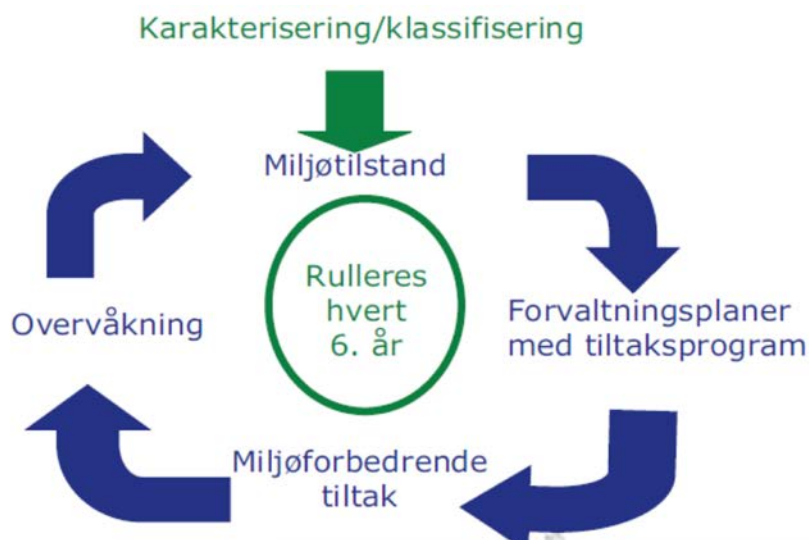 Karakterisering/klassifisering
Miljøtilstand
Rulleres
hvert
6. år
Forvaltningsplaner
med tiltaksprogram
Miljøforbedrende
tiltak
Overvåkning